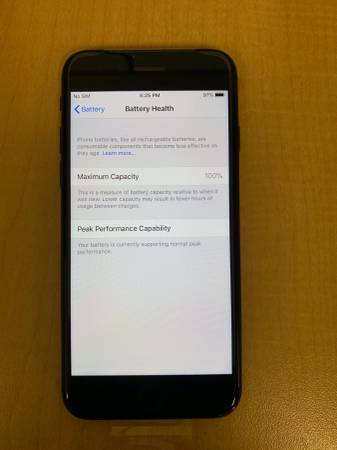 No SIM 6:25 PM 97%
Battery Battery Health
Phone batteries, like all rechargeable batteries, are
consumable components that become less effective as
they age. Learn more...
Maximum Capacity 100%
This is a measure of battery capacity relative to when it
was new. Lower capacity may result in fewer hours of
usage between charges.
Peak Performance Capability
Your battery is currently supporting normal peak
performance.